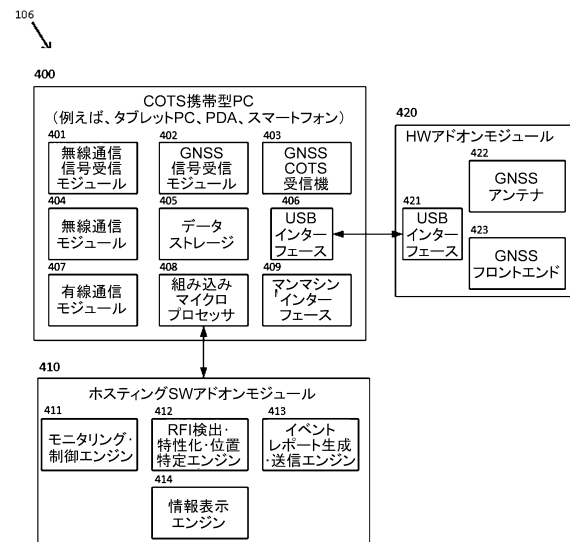 106
400
COTS携帯型PC
(例えば、タブレットPC、PDA、スマートフォン)
401
無線通信
信号受信
モジュール
402
GNSS
信号受信
モジュール
403
GNSS
COTS
受信機
404
無線通信
モジュール
405
データ
ストレージ
406
USB
インター
フェース
407
有線通信
モジュール
408
組み込み
マイクロ
プロセッサ
409
マンマシン
インター
フェース
420
HWアドオンモジュール
422
GNSS
アンテナ
421
USB
インター
フェース
423
GNSS
フロントエンド
410
ホスティングSWアドオンモジュール
411
モニタリング・
制御エンジン
412
RFI検出・
特性化・位置
特定エンジン
413
イベント
レポート生成
・送信エンジン
414
情報表示
エンジン